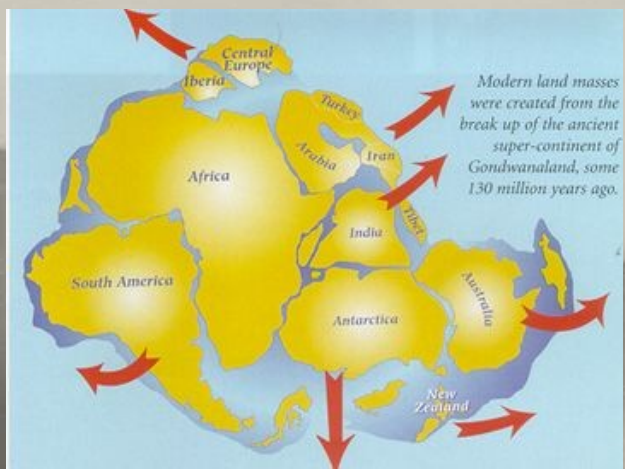 Central
Europe
Iberia
Turkey
Arabia
Iran
Africa
Tibet
India
South America
Antarctica
Australia
New
Zealand
Modern land masses
were created from the
break up of the ancient
super-continent of
Gondwanaland, some
130 million years ago.